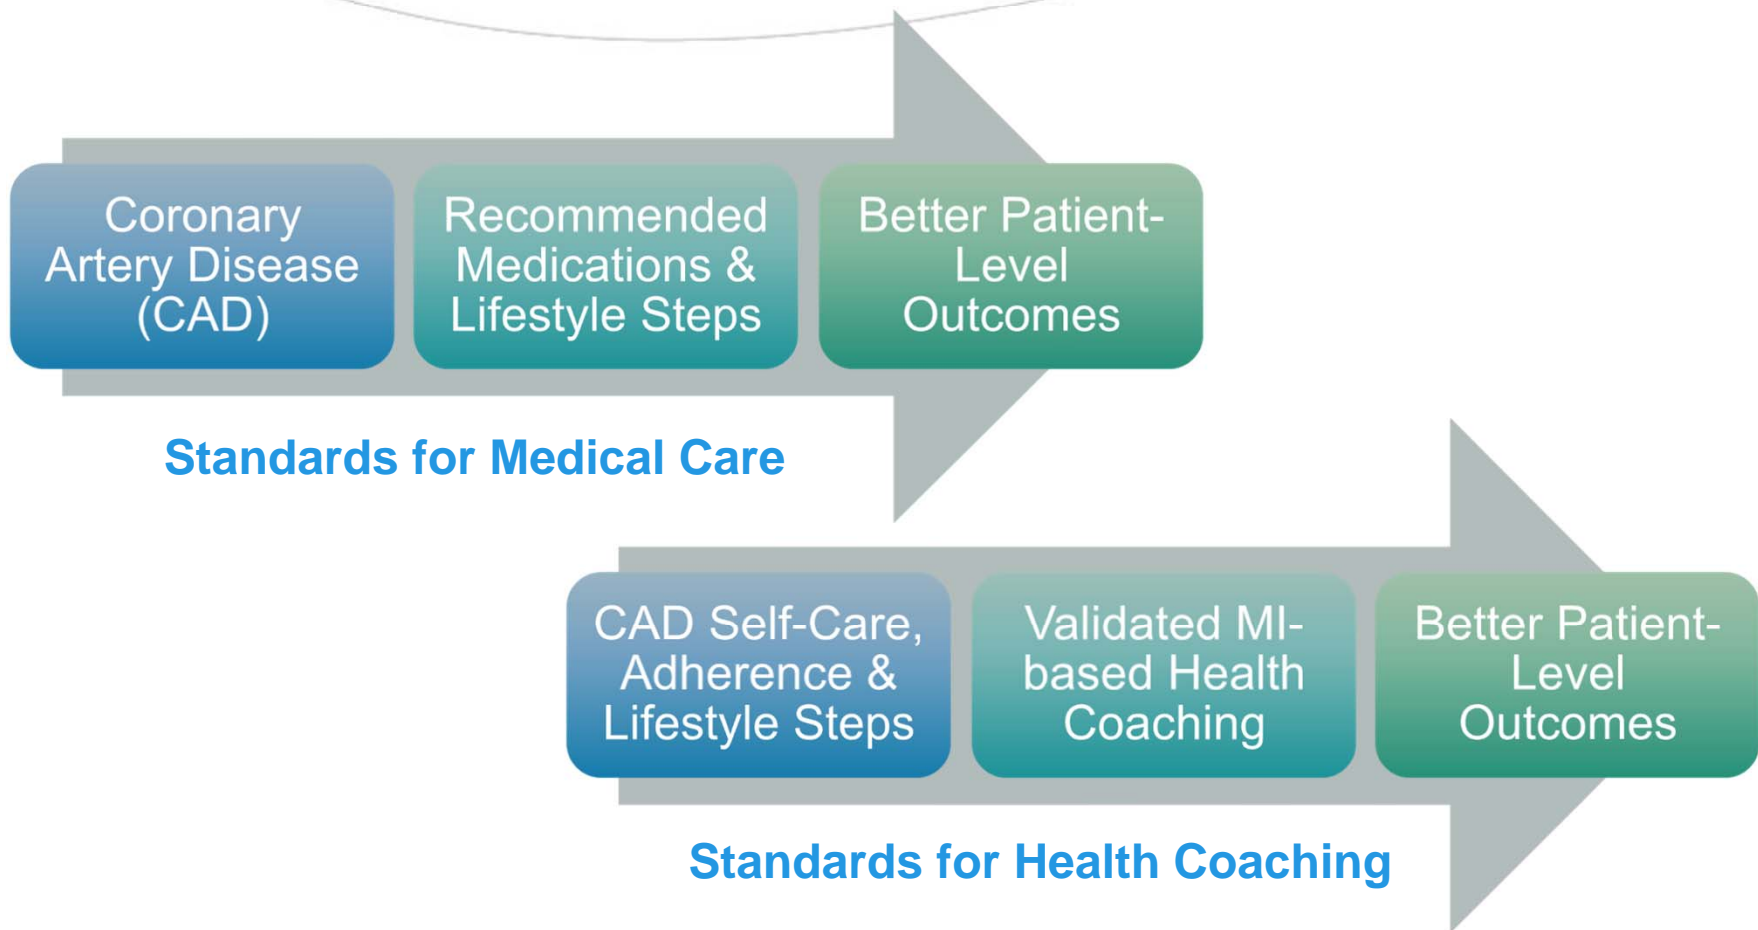 Coronary
Artery Disease
(CAD)
Recommended
Medications &
Lifestyle Steps
Better Patient-
Level
Outcomes
Standards for Medical Care
CAD Self-Care,
Adherence &
Lifestyle Steps
Validated MI-
based Health
Coaching
Better Patient-
Level
Outcomes
Standards for Health Coaching